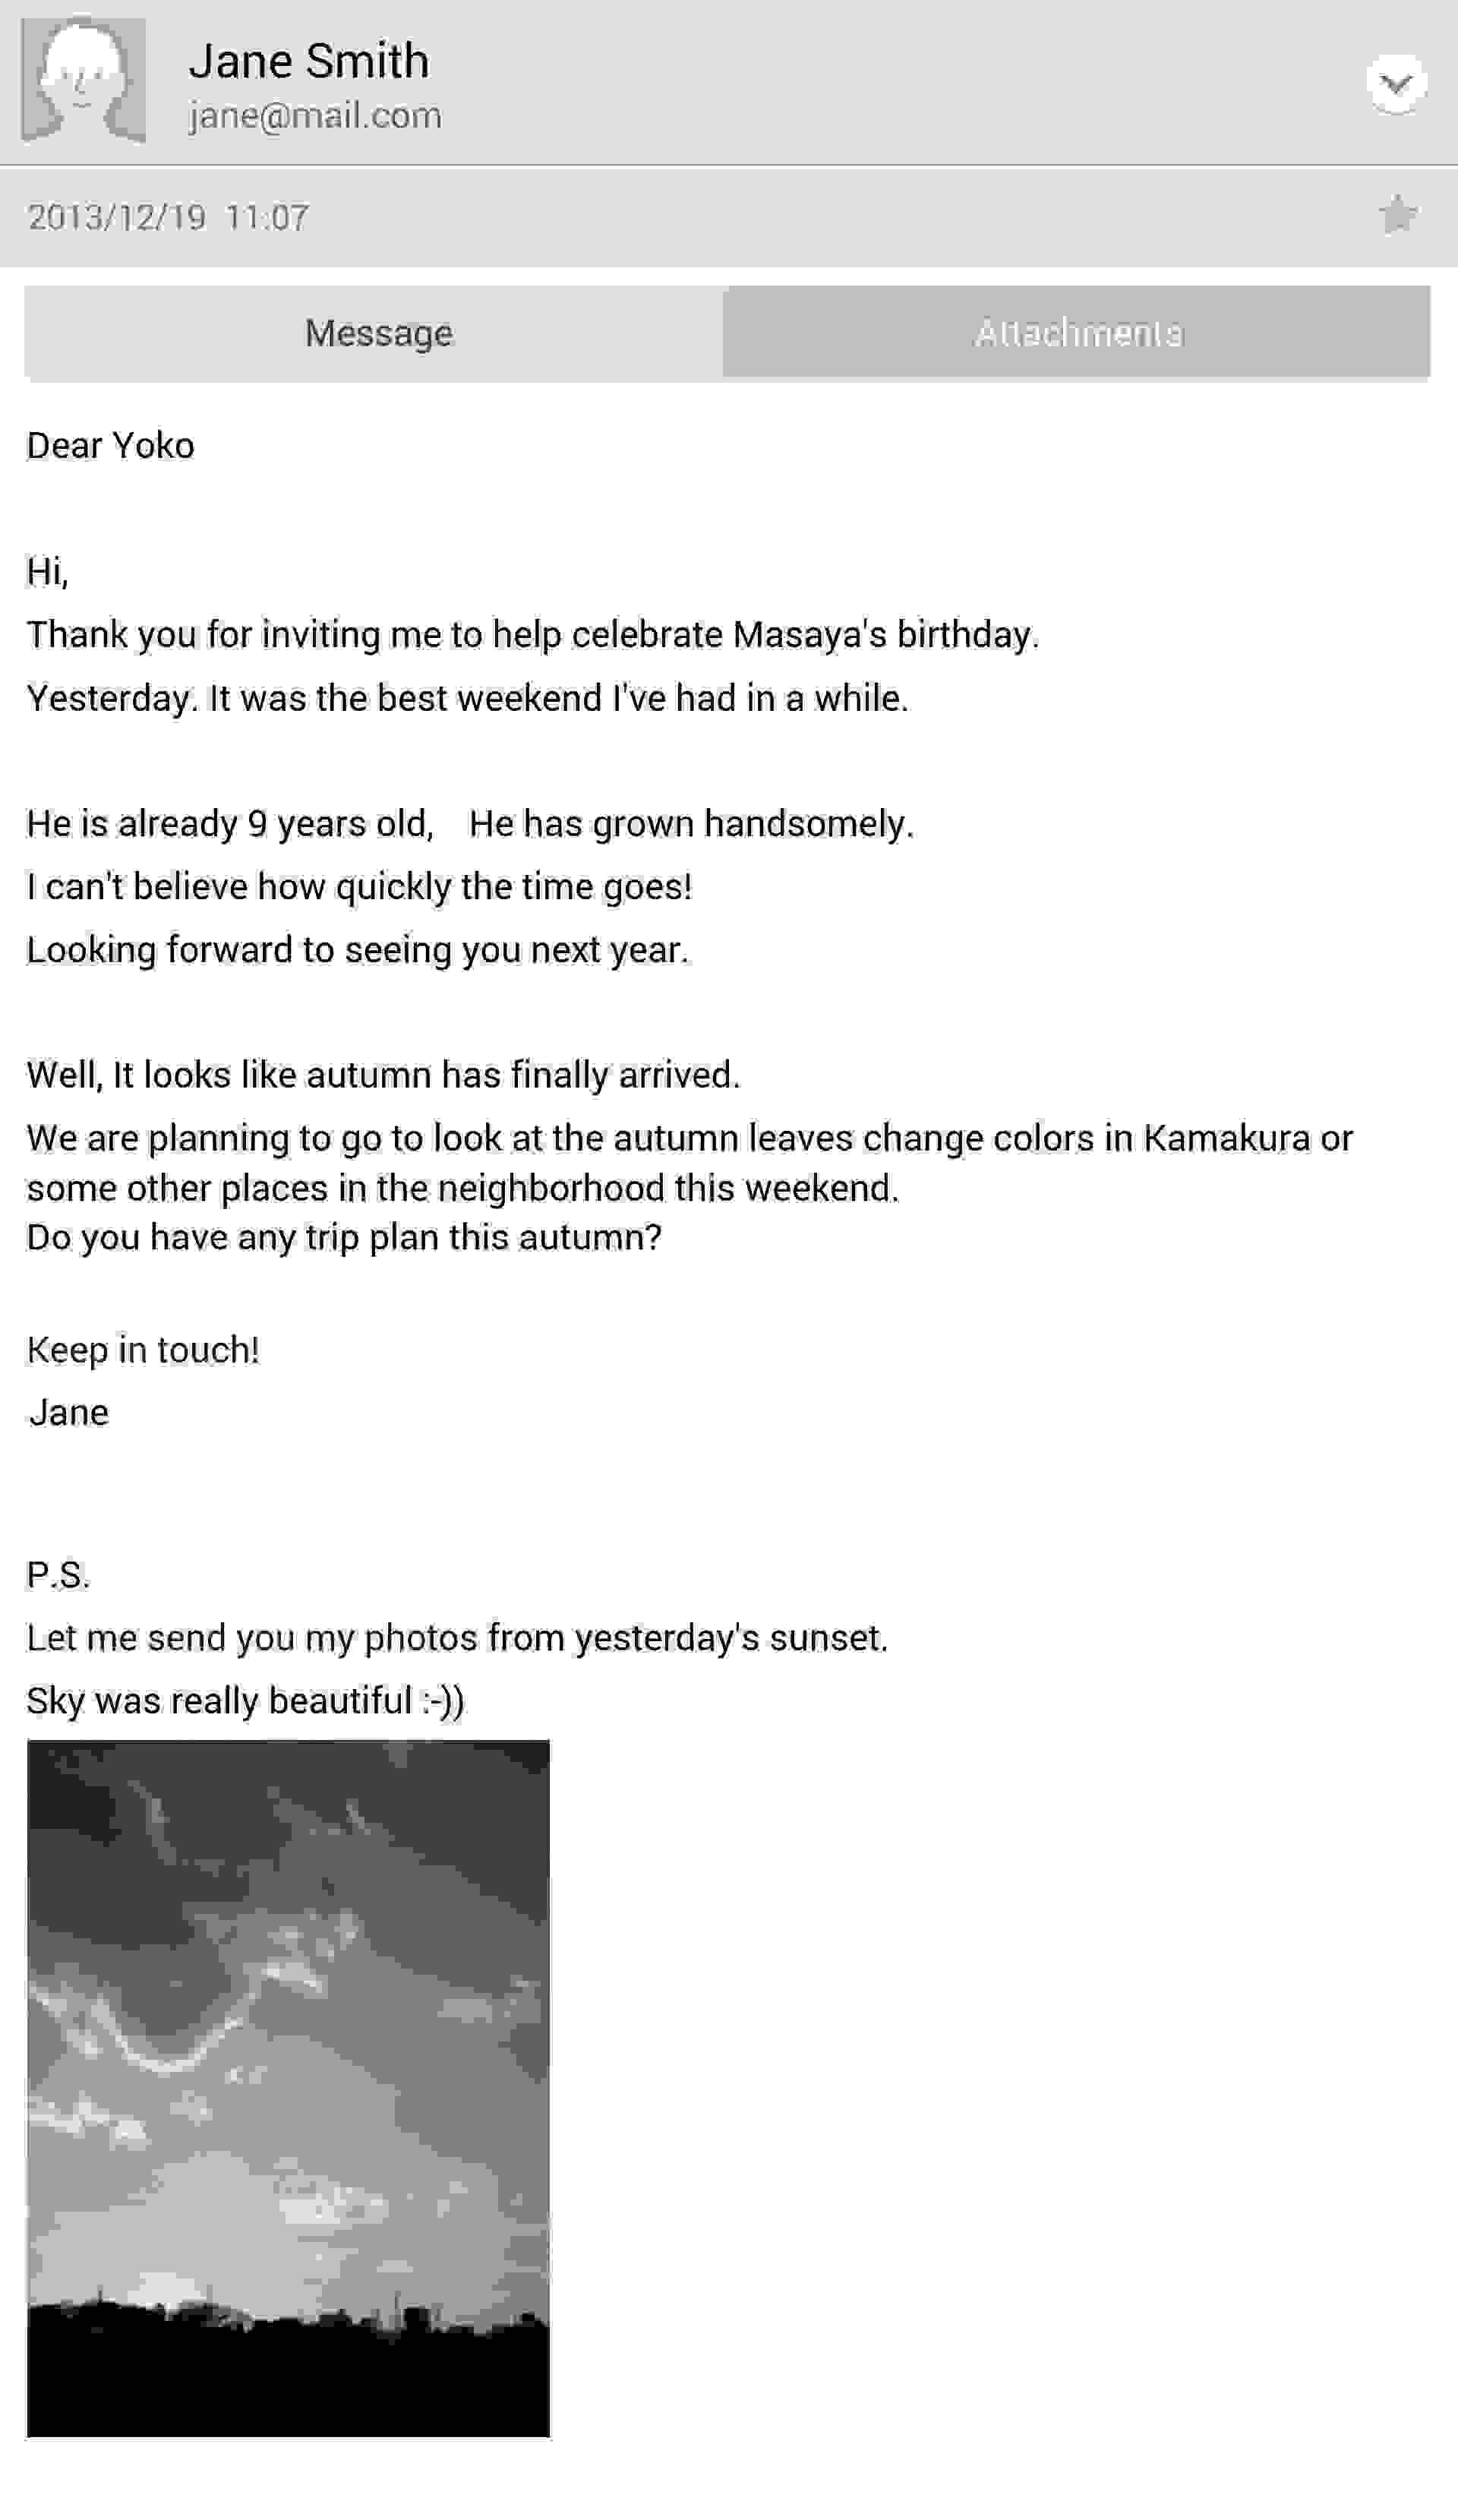 Jane Smith
jane@mail.com
2013/12/19 11:07
Message
Attachments
Dear Yoko
Hi,
Thank you for inviting me to help celebrate Masaya's birthday.
Yesterday. It was the best weekend I've had in a while.
He is already 9 years old, He has grown handsomely.
I can't believe how quickly the time goes!
Looking forward to seeing you next year.
Well, It looks like autumn has finally arrived.
We are planning to go to look at the autumn leaves change colors in Kamakura or
some other places in the neighborhood this weekend.
Do you have any trip plan this autumn?
Keep in touch!
Jane
P.S.
Let me send you my photos from yesterday's sunset.
Sky was really beautiful :-))